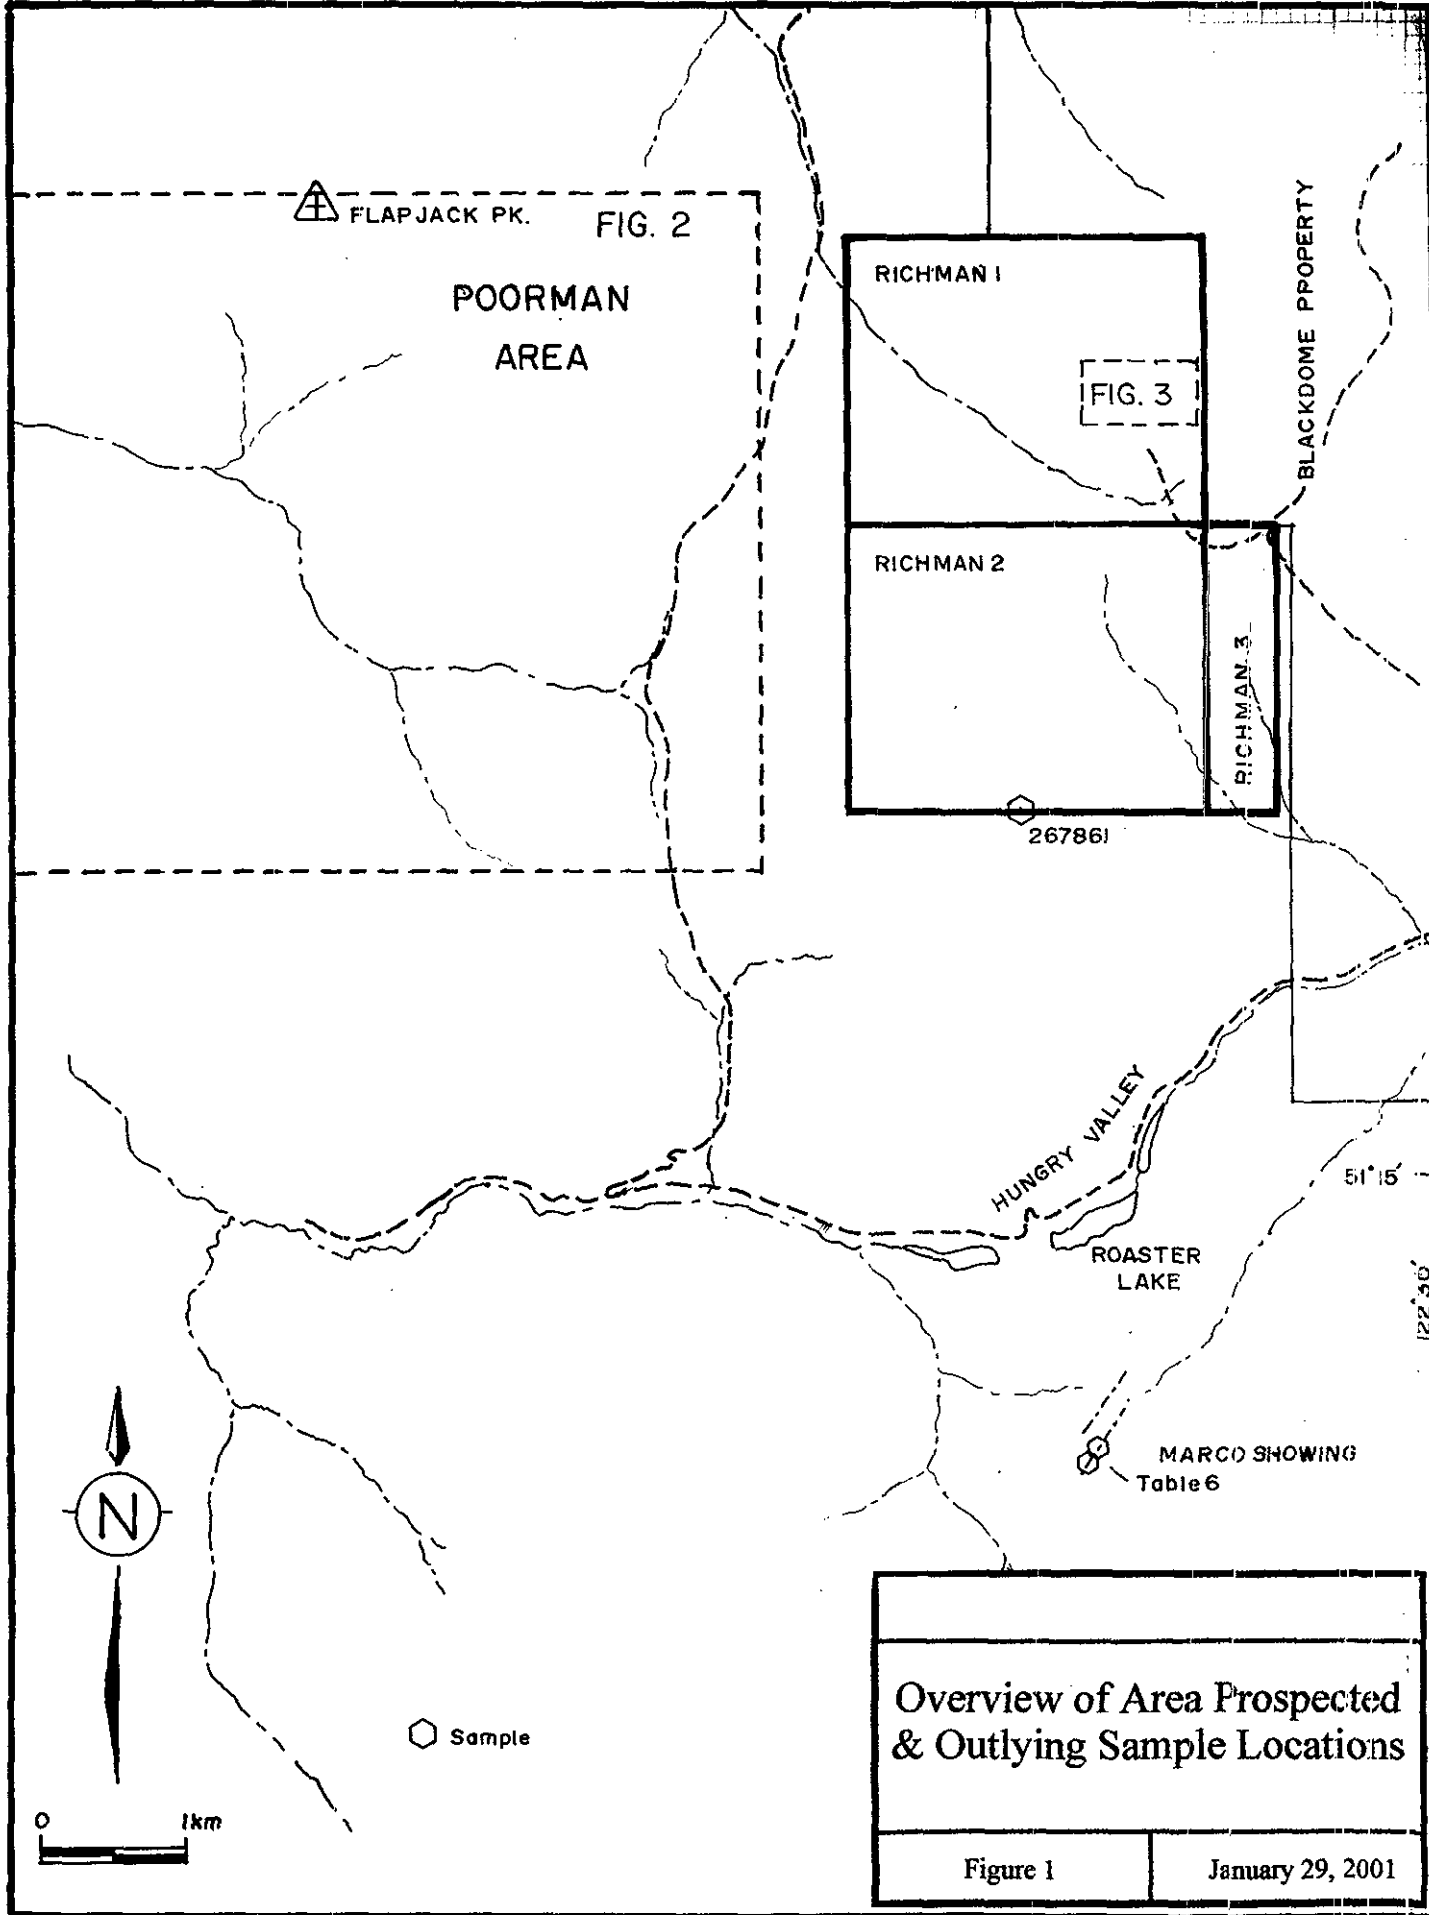 FLAPJACK PK.
FIG. 2
POORMAN
AREA
RICHMAN 1
FIG. 3
BLACKDOME PPOPERTY
RICHMAN 2
RICHMAN 3
267861
HUNGRY VALLEY
51°15'
ROASTER
LAKE
122°30'
MARCO SHOWING
Table 6
N
Sample
0 1km
Overview of Area Prospected
& Outlying Sample Locations
Figure 1
January 29, 2001